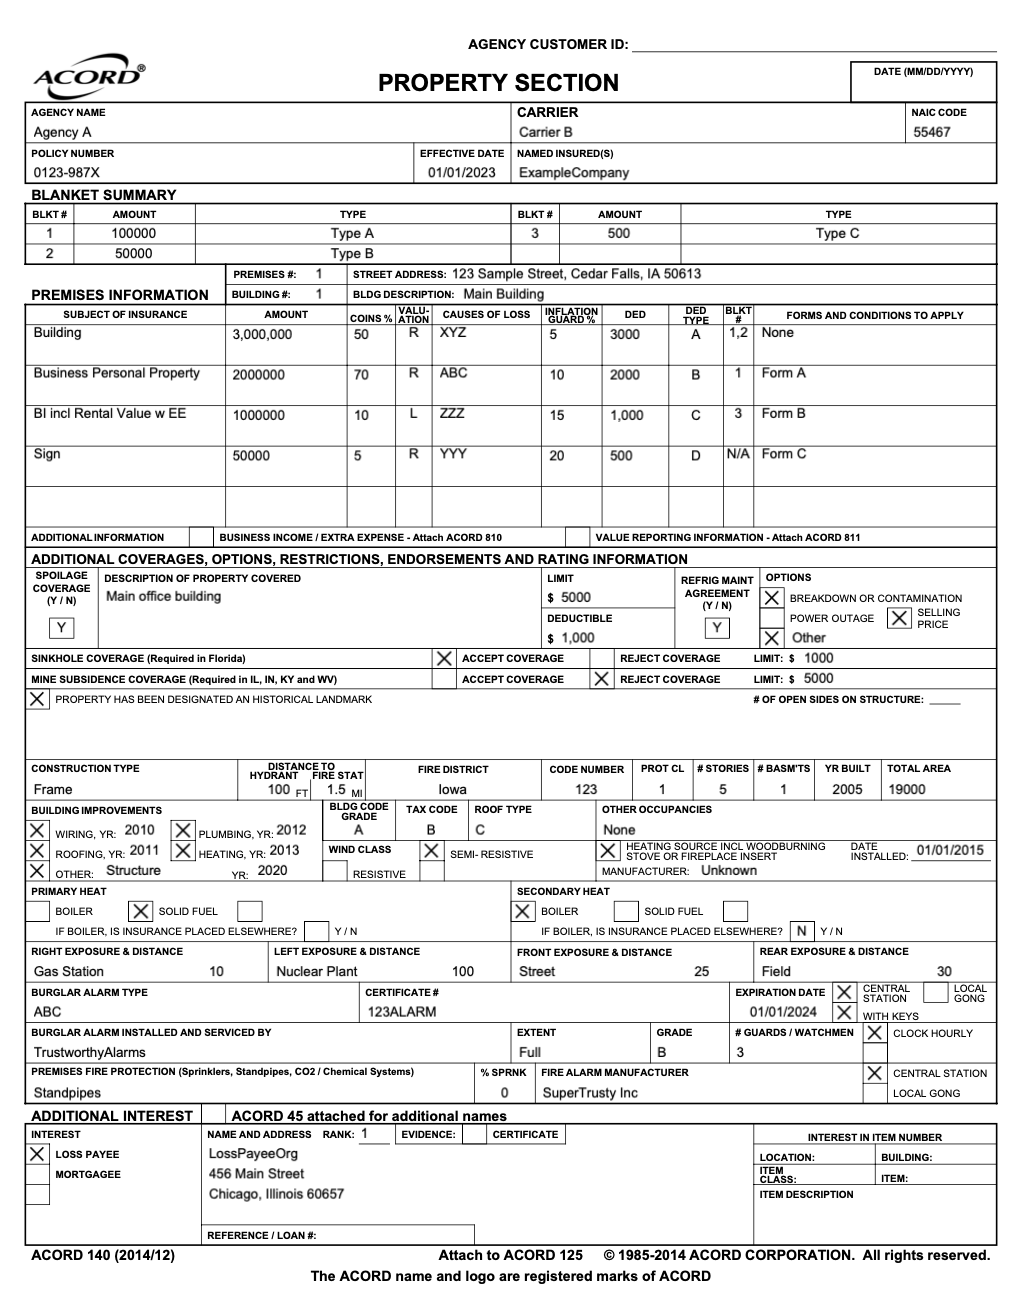 AGENCY CUSTOMER ID:
ACORD®
PROPERTY SECTION
DATE (MM/DD/YYYY)
AGENCY NAME CARRIER NAIC CODE
Agency A Carrier B 55467
POLICY NUMBER EFFECTIVE DATE NAMED INSURED(S)
0123-987X 01/01/2023 ExampleCompany
BLANKET SUMMARY
BLKT # AMOUNT TYPE BLKT # AMOUNT TYPE
1 100000 Type A 3 500 Type C
2 50000 Type B
PREMISES #: 1 STREET ADDRESS: 123 Sample Street, Cedar Falls, IA 50613
PREMISES INFORMATION BUILDING #: 1 BLDG DESCRIPTION: Main Building
SUBJECT OF INSURANCE AMOUNT COINS % VALU-ATION CAUSES OF LOSS INFLATION GUARD % DED DED TYPE BLKT # FORMS AND CONDITIONS TO APPLY
Building 3,000,000 50 R XYZ 5 3000 A 1,2 None
Business Personal Property 2000000 70 R ABC 10 2000 B 1 Form A
BI incl Rental Value w EE 1000000 10 L ZZZ 15 1,000 C 3 Form B
Sign 50000 5 R YYY 20 500 D N/A Form C
ADDITIONAL INFORMATION BUSINESS INCOME / EXTRA EXPENSE - Attach ACORD 810 VALUE REPORTING INFORMATION - Attach ACORD 811
ADDITIONAL COVERAGES, OPTIONS, RESTRICTIONS, ENDORSEMENTS AND RATING INFORMATION
SPOILAGE COVERAGE (Y / N) Y
DESCRIPTION OF PROPERTY COVERED
Main office building
LIMIT
$ 5000
DEDUCTIBLE
$ 1,000
REFRIG MAINT AGREEMENT (Y / N) Y
OPTIONS
X BREAKDOWN OR CONTAMINATION
POWER OUTAGE X SELLING PRICE
X Other
SINKHOLE COVERAGE (Required in Florida) X ACCEPT COVERAGE REJECT COVERAGE LIMIT: $ 1000
MINE SUBSIDENCE COVERAGE (Required in IL, IN, KY and WV) ACCEPT COVERAGE X REJECT COVERAGE LIMIT: $ 5000
X PROPERTY HAS BEEN DESIGNATED AN HISTORICAL LANDMARK # OF OPEN SIDES ON STRUCTURE:
CONSTRUCTION TYPE DISTANCE TO HYDRANT FIRE STAT FIRE DISTRICT CODE NUMBER PROT CL # STORIES # BASM'TS YR BUILT TOTAL AREA
Frame 100 FT 1.5 MI Iowa 123 1 5 1 2005 19000
BUILDING IMPROVEMENTS BLDG CODE GRADE TAX CODE ROOF TYPE OTHER OCCUPANCIES
X WIRING, YR: 2010 X PLUMBING, YR: 2012 A B C None
X ROOFING, YR: 2011 X HEATING, YR: 2013 WIND CLASS X SEMI- RESISTIVE X HEATING SOURCE INCL WOODBURNING STOVE OR FIREPLACE INSERT DATE INSTALLED: 01/01/2015
X OTHER: Structure YR: 2020 RESISTIVE MANUFACTURER: Unknown
PRIMARY HEAT SECONDARY HEAT
BOILER X SOLID FUEL X BOILER SOLID FUEL
IF BOILER, IS INSURANCE PLACED ELSEWHERE? Y / N IF BOILER, IS INSURANCE PLACED ELSEWHERE? N Y / N
RIGHT EXPOSURE & DISTANCE LEFT EXPOSURE & DISTANCE FRONT EXPOSURE & DISTANCE REAR EXPOSURE & DISTANCE
Gas Station 10 Nuclear Plant 100 Street 25 Field 30
BURGLAR ALARM TYPE CERTIFICATE # EXPIRATION DATE X CENTRAL STATION LOCAL GONG
ABC 123ALARM 01/01/2024 X WITH KEYS
BURGLAR ALARM INSTALLED AND SERVICED BY EXTENT GRADE # GUARDS / WATCHMEN X CLOCK HOURLY
TrustworthyAlarms Full B 3
PREMISES FIRE PROTECTION (Sprinklers, Standpipes, CO2 / Chemical Systems) % SPRNK FIRE ALARM MANUFACTURER X CENTRAL STATION
Standpipes 0 SuperTrusty Inc LOCAL GONG
ADDITIONAL INTEREST ACORD 45 attached for additional names
INTEREST NAME AND ADDRESS RANK: 1 EVIDENCE: CERTIFICATE INTEREST IN ITEM NUMBER
X LOSS PAYEE LossPayeeOrg LOCATION: BUILDING:
MORTGAGEE 456 Main Street ITEM CLASS: ITEM:
Chicago, Illinois 60657 ITEM DESCRIPTION
REFERENCE / LOAN #:
ACORD 140 (2014/12) Attach to ACORD 125 © 1985-2014 ACORD CORPORATION. All rights reserved.
The ACORD name and logo are registered marks of ACORD